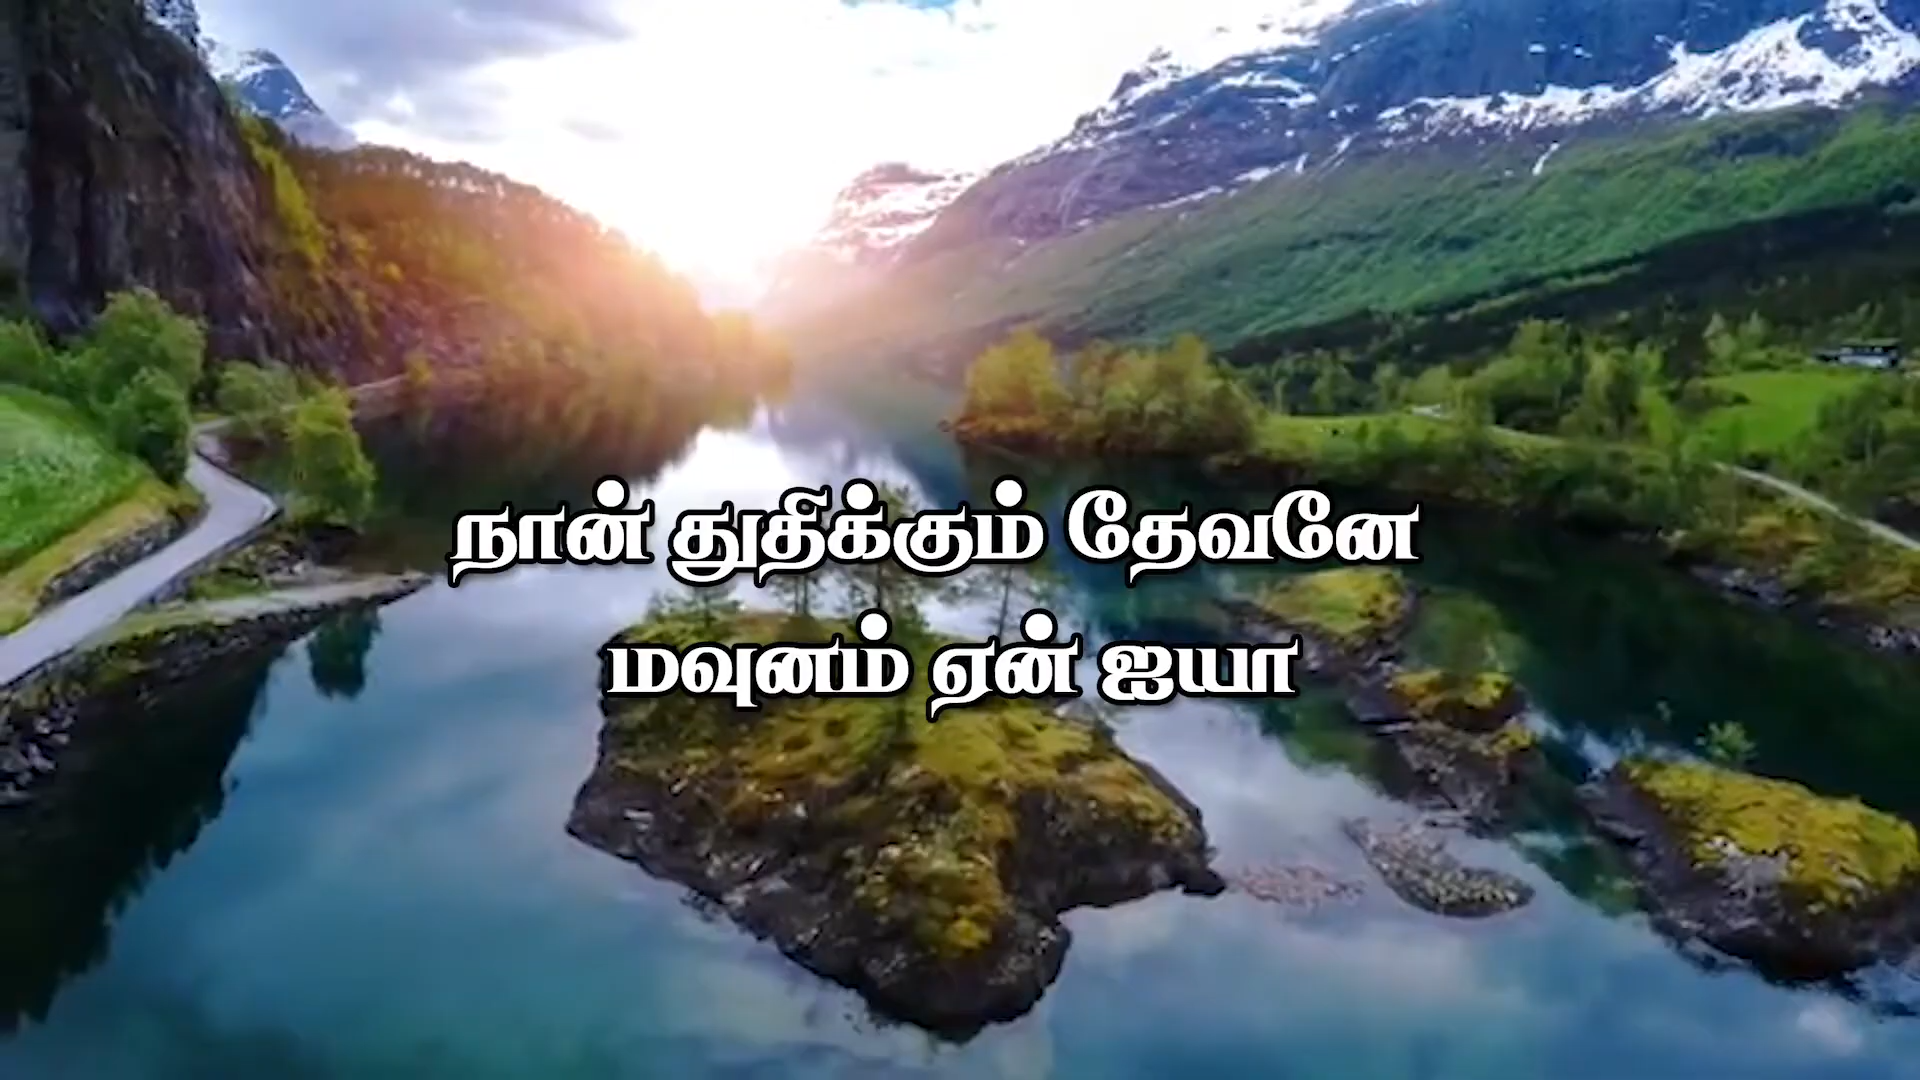 நான் துதிக்கும் தேவனே
மவுனம் ஏன் ஐயா